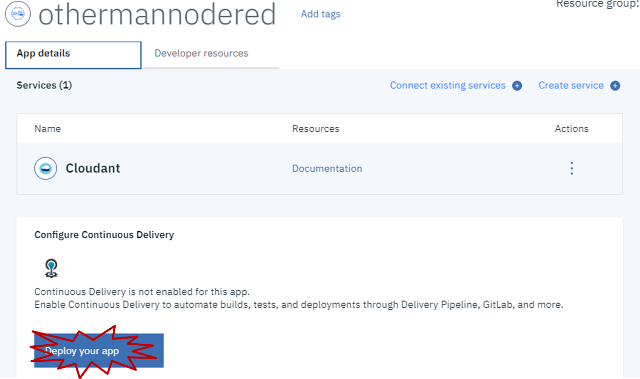 othermannodered
Add tags
Resource group:
App details
Developer resources
Services (1)
Connect existing services
Create service
Name
Resources
Actions
Cloudant
Documentation
Configure Continuous Delivery
Continuous Delivery is not enabled for this app.
Enable Continuous Delivery to automate builds, tests, and deployments through Delivery Pipeline, GitLab, and more.
Deploy your app